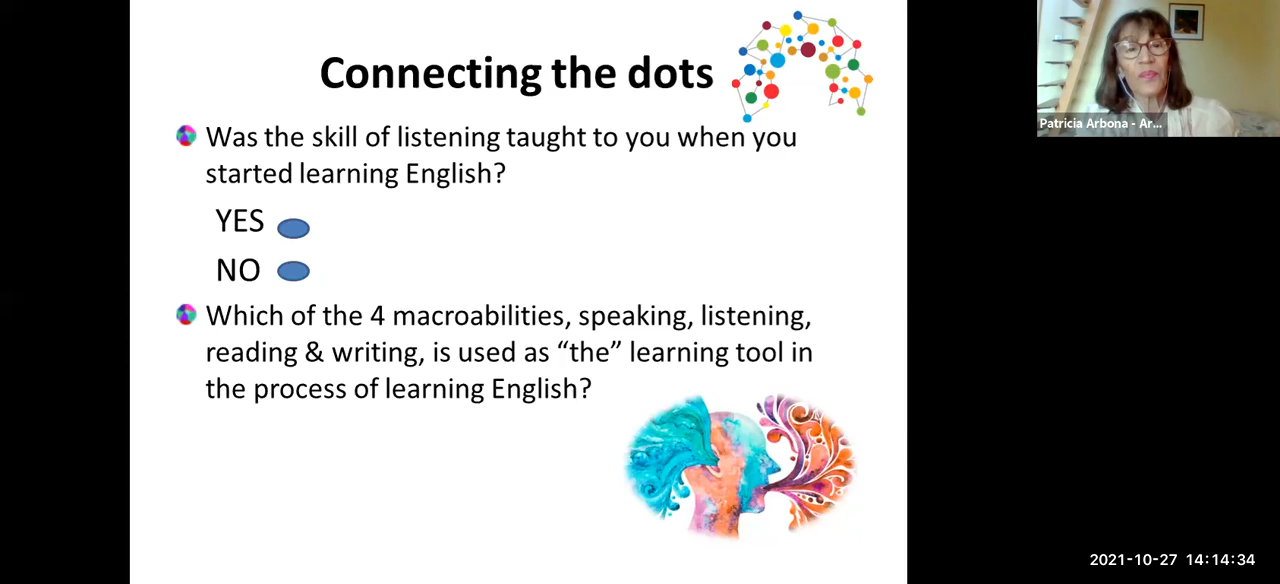 Connecting the dots
Was the skill of listening taught to you when you
started learning English?
YES
NO
Which of the 4 macroabilities, speaking, listening,
reading & writing, is used as “the” learning tool in
the process of learning English?
Patricia Arbona - Ar...
2021-10-27 14:14:34